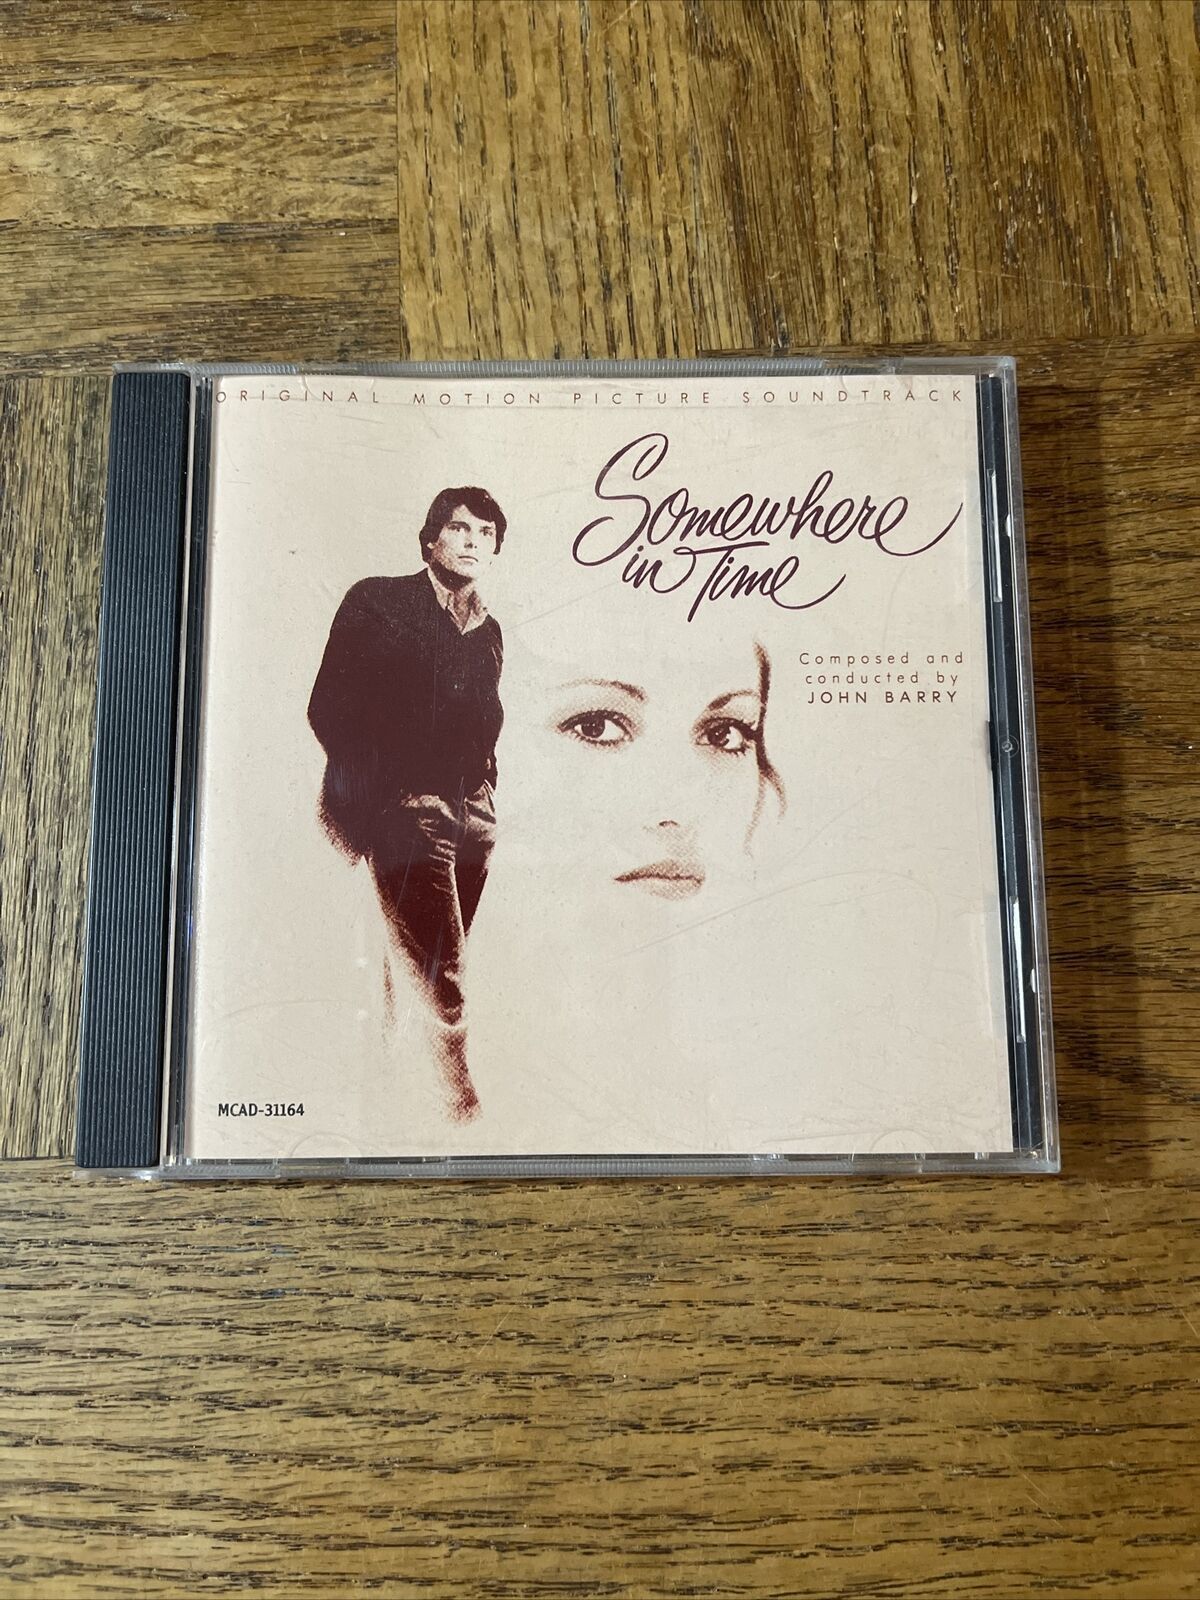 ORIGINAL MOTION PICTURE SOUNDTRACK
Somewhere
in Time
Composed and
conducted by
JOHN BARRY
MCAD-31164